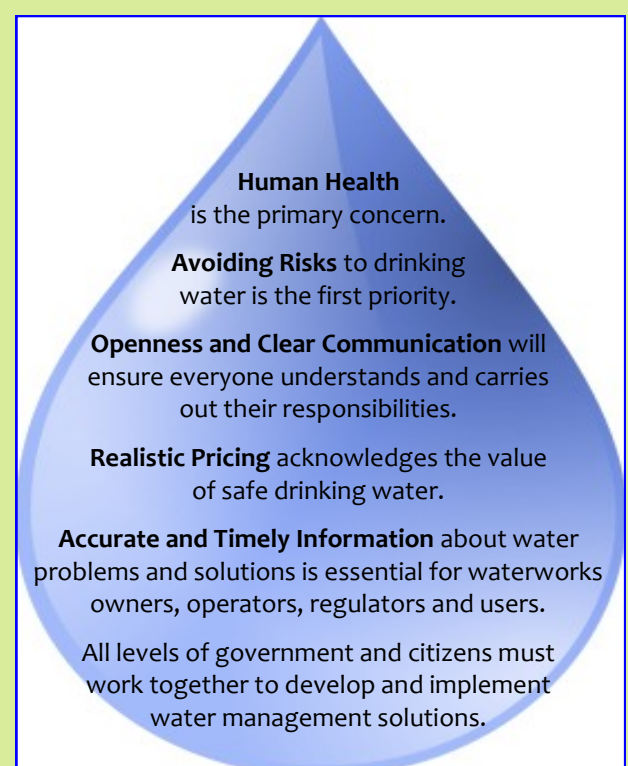 Human Health
is the primary concern.
Avoiding Risks to drinking
water is the first priority.
Openness and Clear Communication will
ensure everyone understands and carries
out their responsibilities.
Realistic Pricing acknowledges the value
of safe drinking water.
Accurate and Timely Information about water
problems and solutions is essential for waterworks
owners, operators, regulators and users.
All levels of government and citizens must
work together to develop and implement
water management solutions.